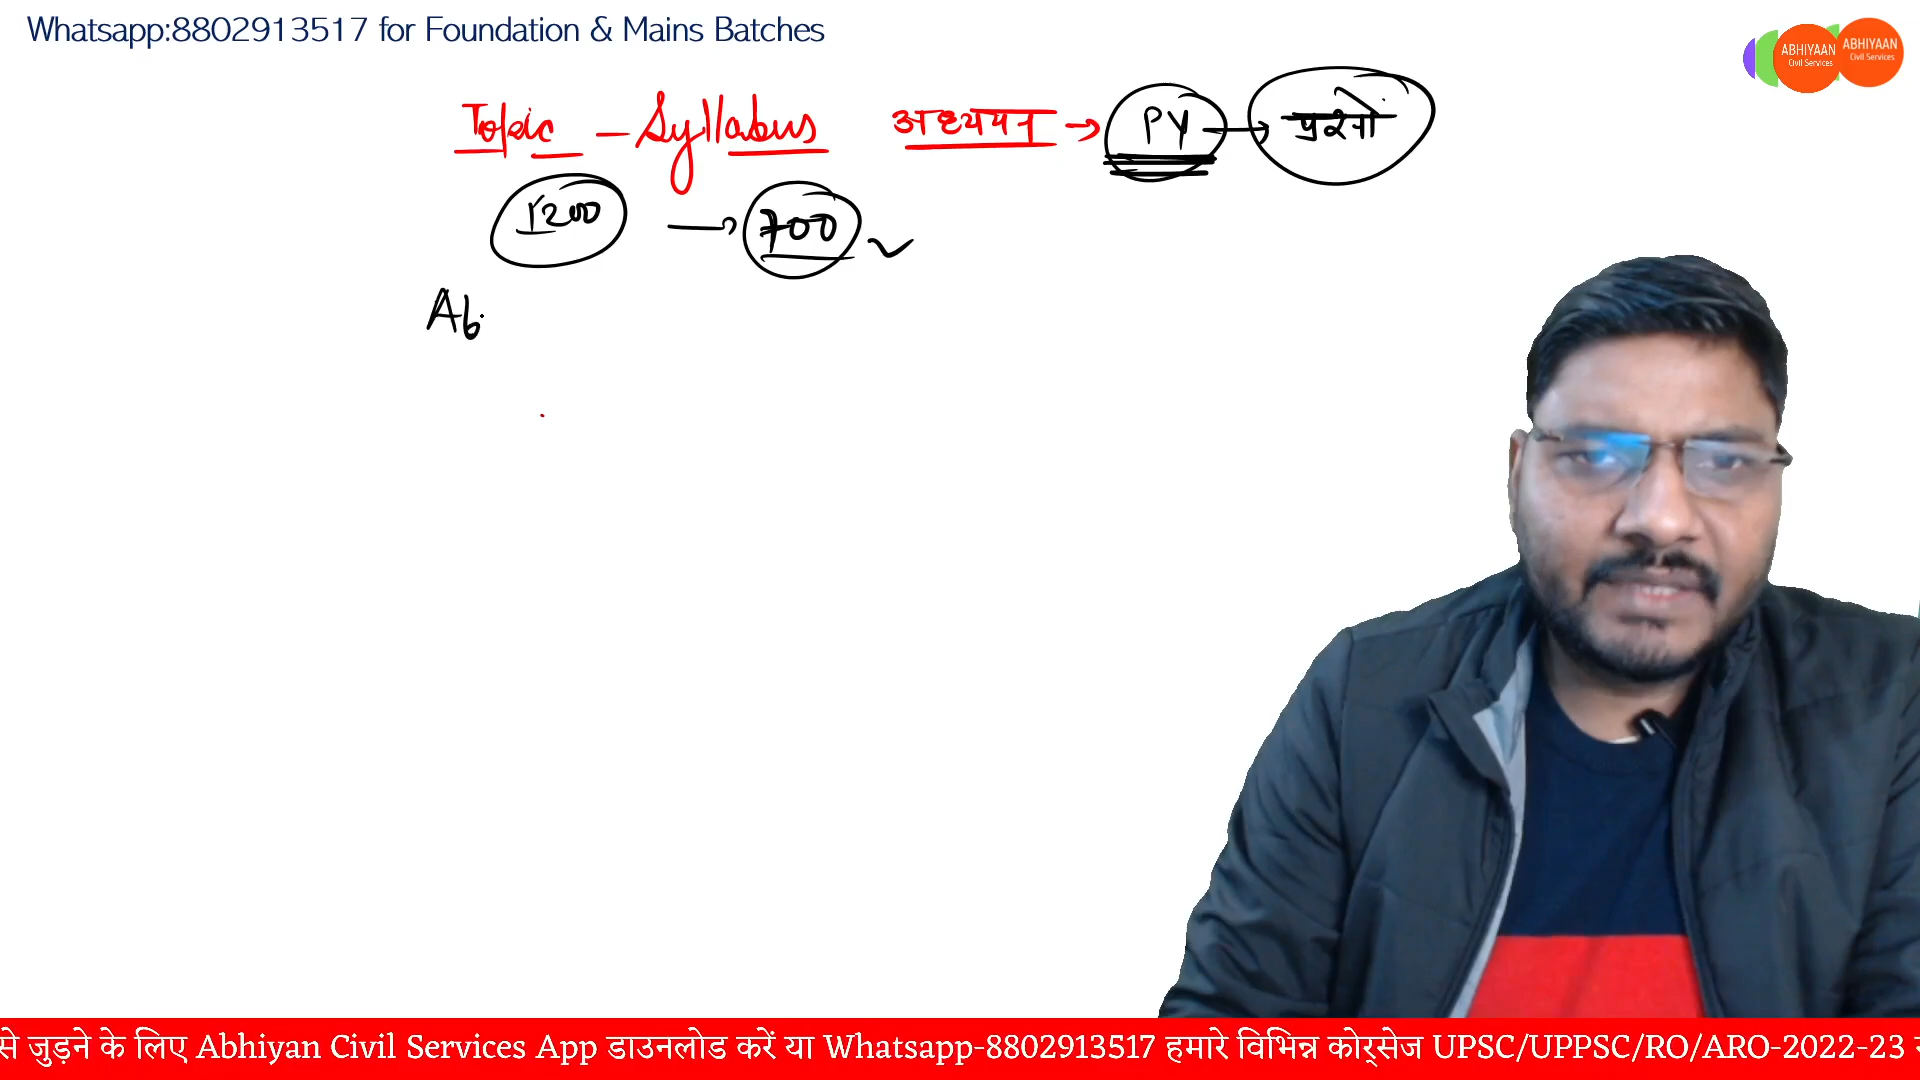 Whatsapp:8802913517 for Foundation & Mains Batches
ABHIYAAN
Civil Services
ABHIYAAN
Civil Services
Topic - Syllabus अध्ययन → PY → प्रश्नों
1200 → 700 ✓
Ab
से जुड़ने के लिए Abhiyan Civil Services App डाउनलोड करें या Whatsapp-8802913517 हमारे विभिन्न कोर्सेज UPSC/UPPSC/RO/ARO-2022-23